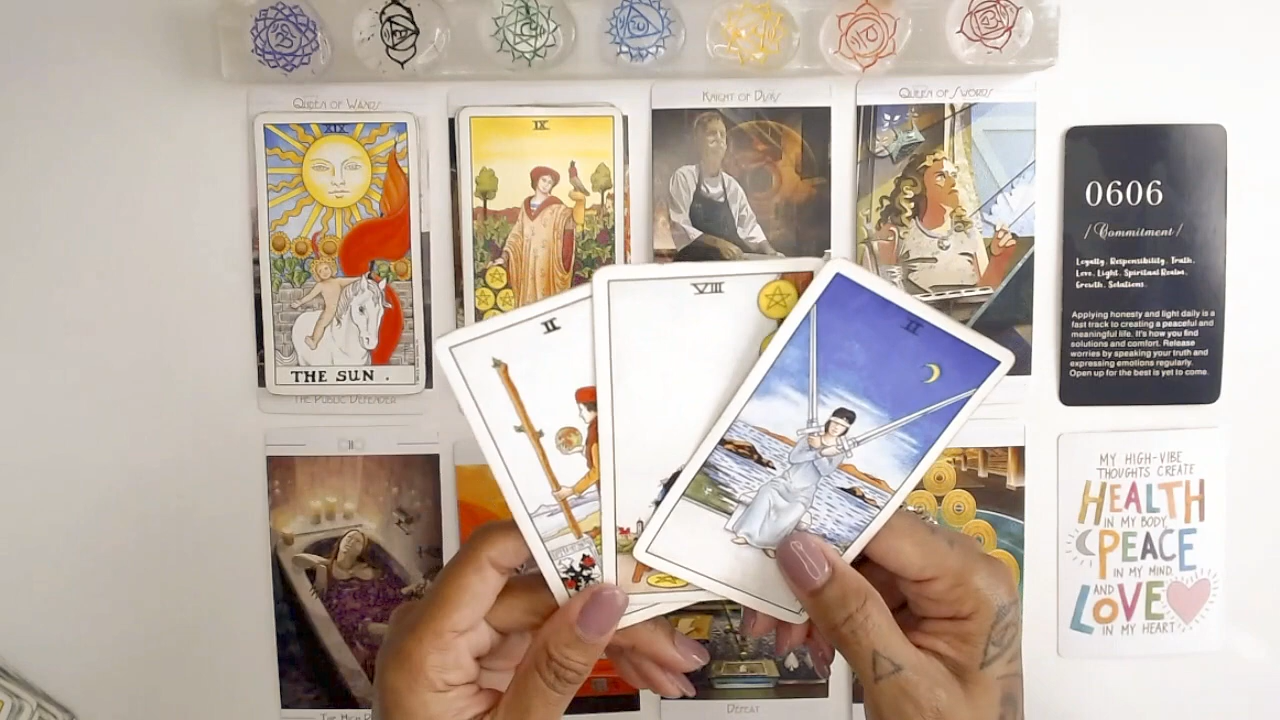 QUEEN OF WANDS
KNIGHT OF DISKS
QUEEN OF SWORDS
XIX
IX
THE SUN .
THE PUBLIC DEFENDER
0606
/ Commitment /
Loyalty, Responsibility, Truth,
Love, Light, Spiritual Realm,
Growth, Solutions.
Applying honesty and light daily is a
fast track to creating a peaceful and
meaningful life. It's how you find
solutions and comfort. Release
worries by speaking your truth and
expressing emotions regularly.
Open up for the best is yet to come.
II
VIII
II
II
DEFEAT
MY HIGH-VIBE
THOUGHTS CREATE
HEALTH
IN MY BODY,
PEACE
IN MY MIND,
AND
LOVE
IN MY HEART